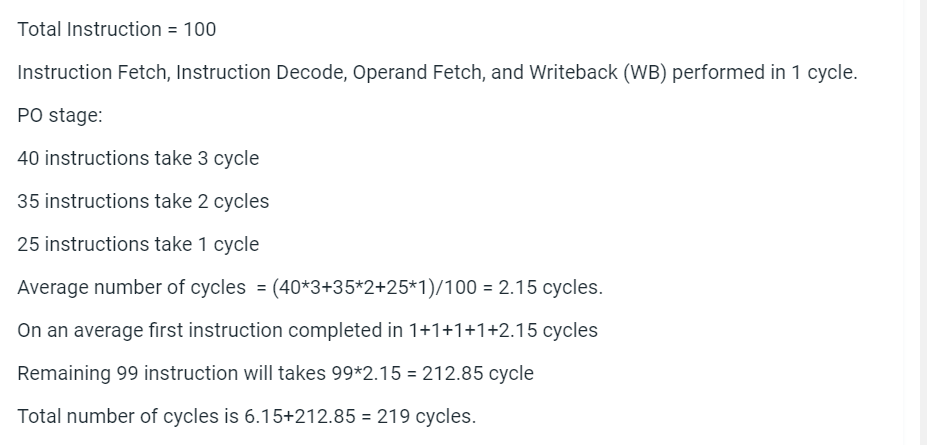 Total Instruction = 100
Instruction Fetch, Instruction Decode, Operand Fetch, and Writeback (WB) performed in 1 cycle.
PO stage:
40 instructions take 3 cycle
35 instructions take 2 cycles
25 instructions take 1 cycle
Average number of cycles  = (40*3+35*2+25*1)/100 = 2.15 cycles.
On an average first instruction completed in 1+1+1+1+2.15 cycles
Remaining 99 instruction will takes 99*2.15 = 212.85 cycle
Total number of cycles is 6.15+212.85 = 219 cycles.